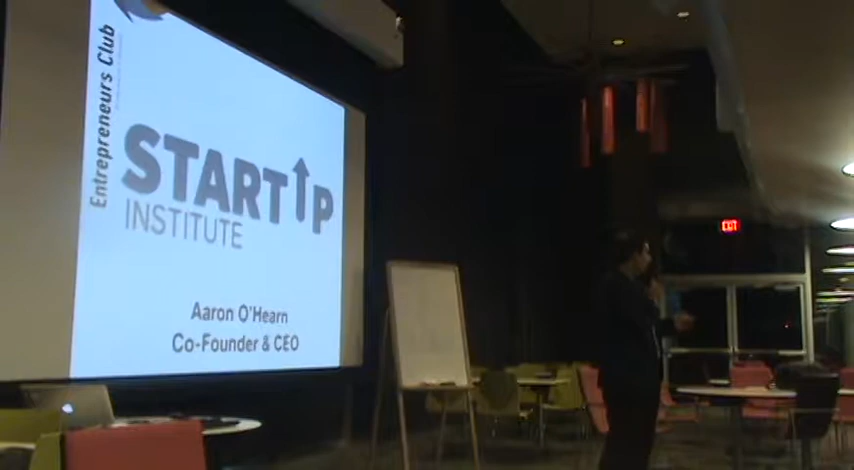 Entrepreneurs Club
STARTUP
INSTITUTE
Aaron O'Hearn
Co-Founder & CEO
EXIT